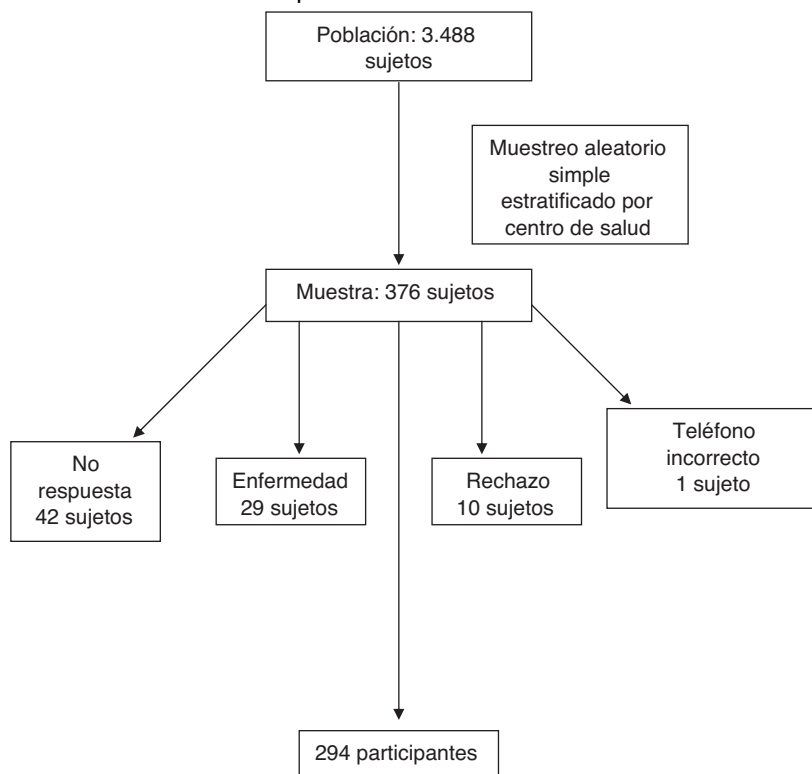 Población: 3.488
sujetos
Muestreo aleatorio
simple
estratificado por
centro de salud
Muestra: 376 sujetos
No
respuesta
42 sujetos
Enfermedad
29 sujetos
Rechazo
10 sujetos
Teléfono
incorrecto
1 sujeto
294 participantes